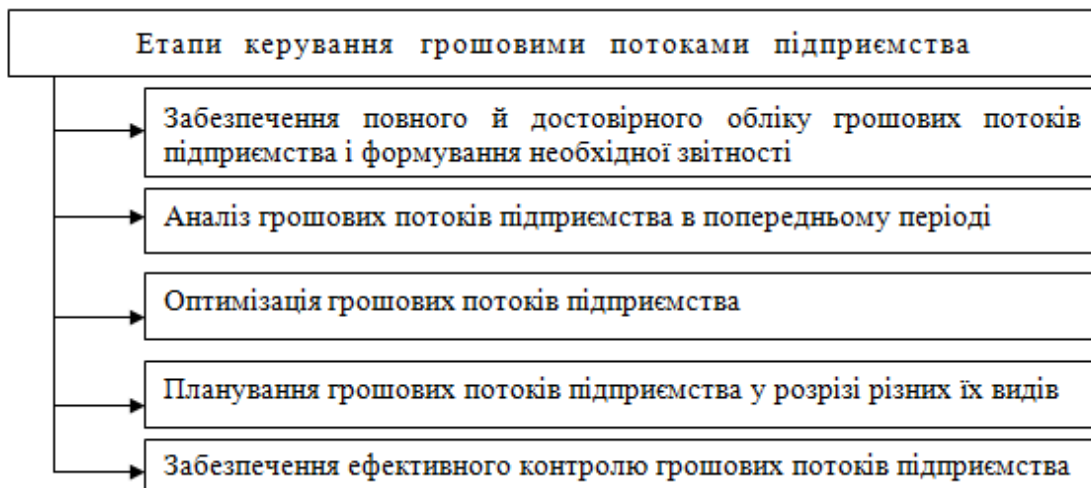 Етапи керування грошовими потоками підприємства
Забезпечення повного й достовірного обліку грошових потоків
підприємства і формування необхідної звітності
Аналіз грошових потоків підприємства в попередньому періоді
Оптимізація грошових потоків підприємства
Планування грошових потоків підприємства у розрізі різних їх видів
Забезпечення ефективного контролю грошових потоків підприємства